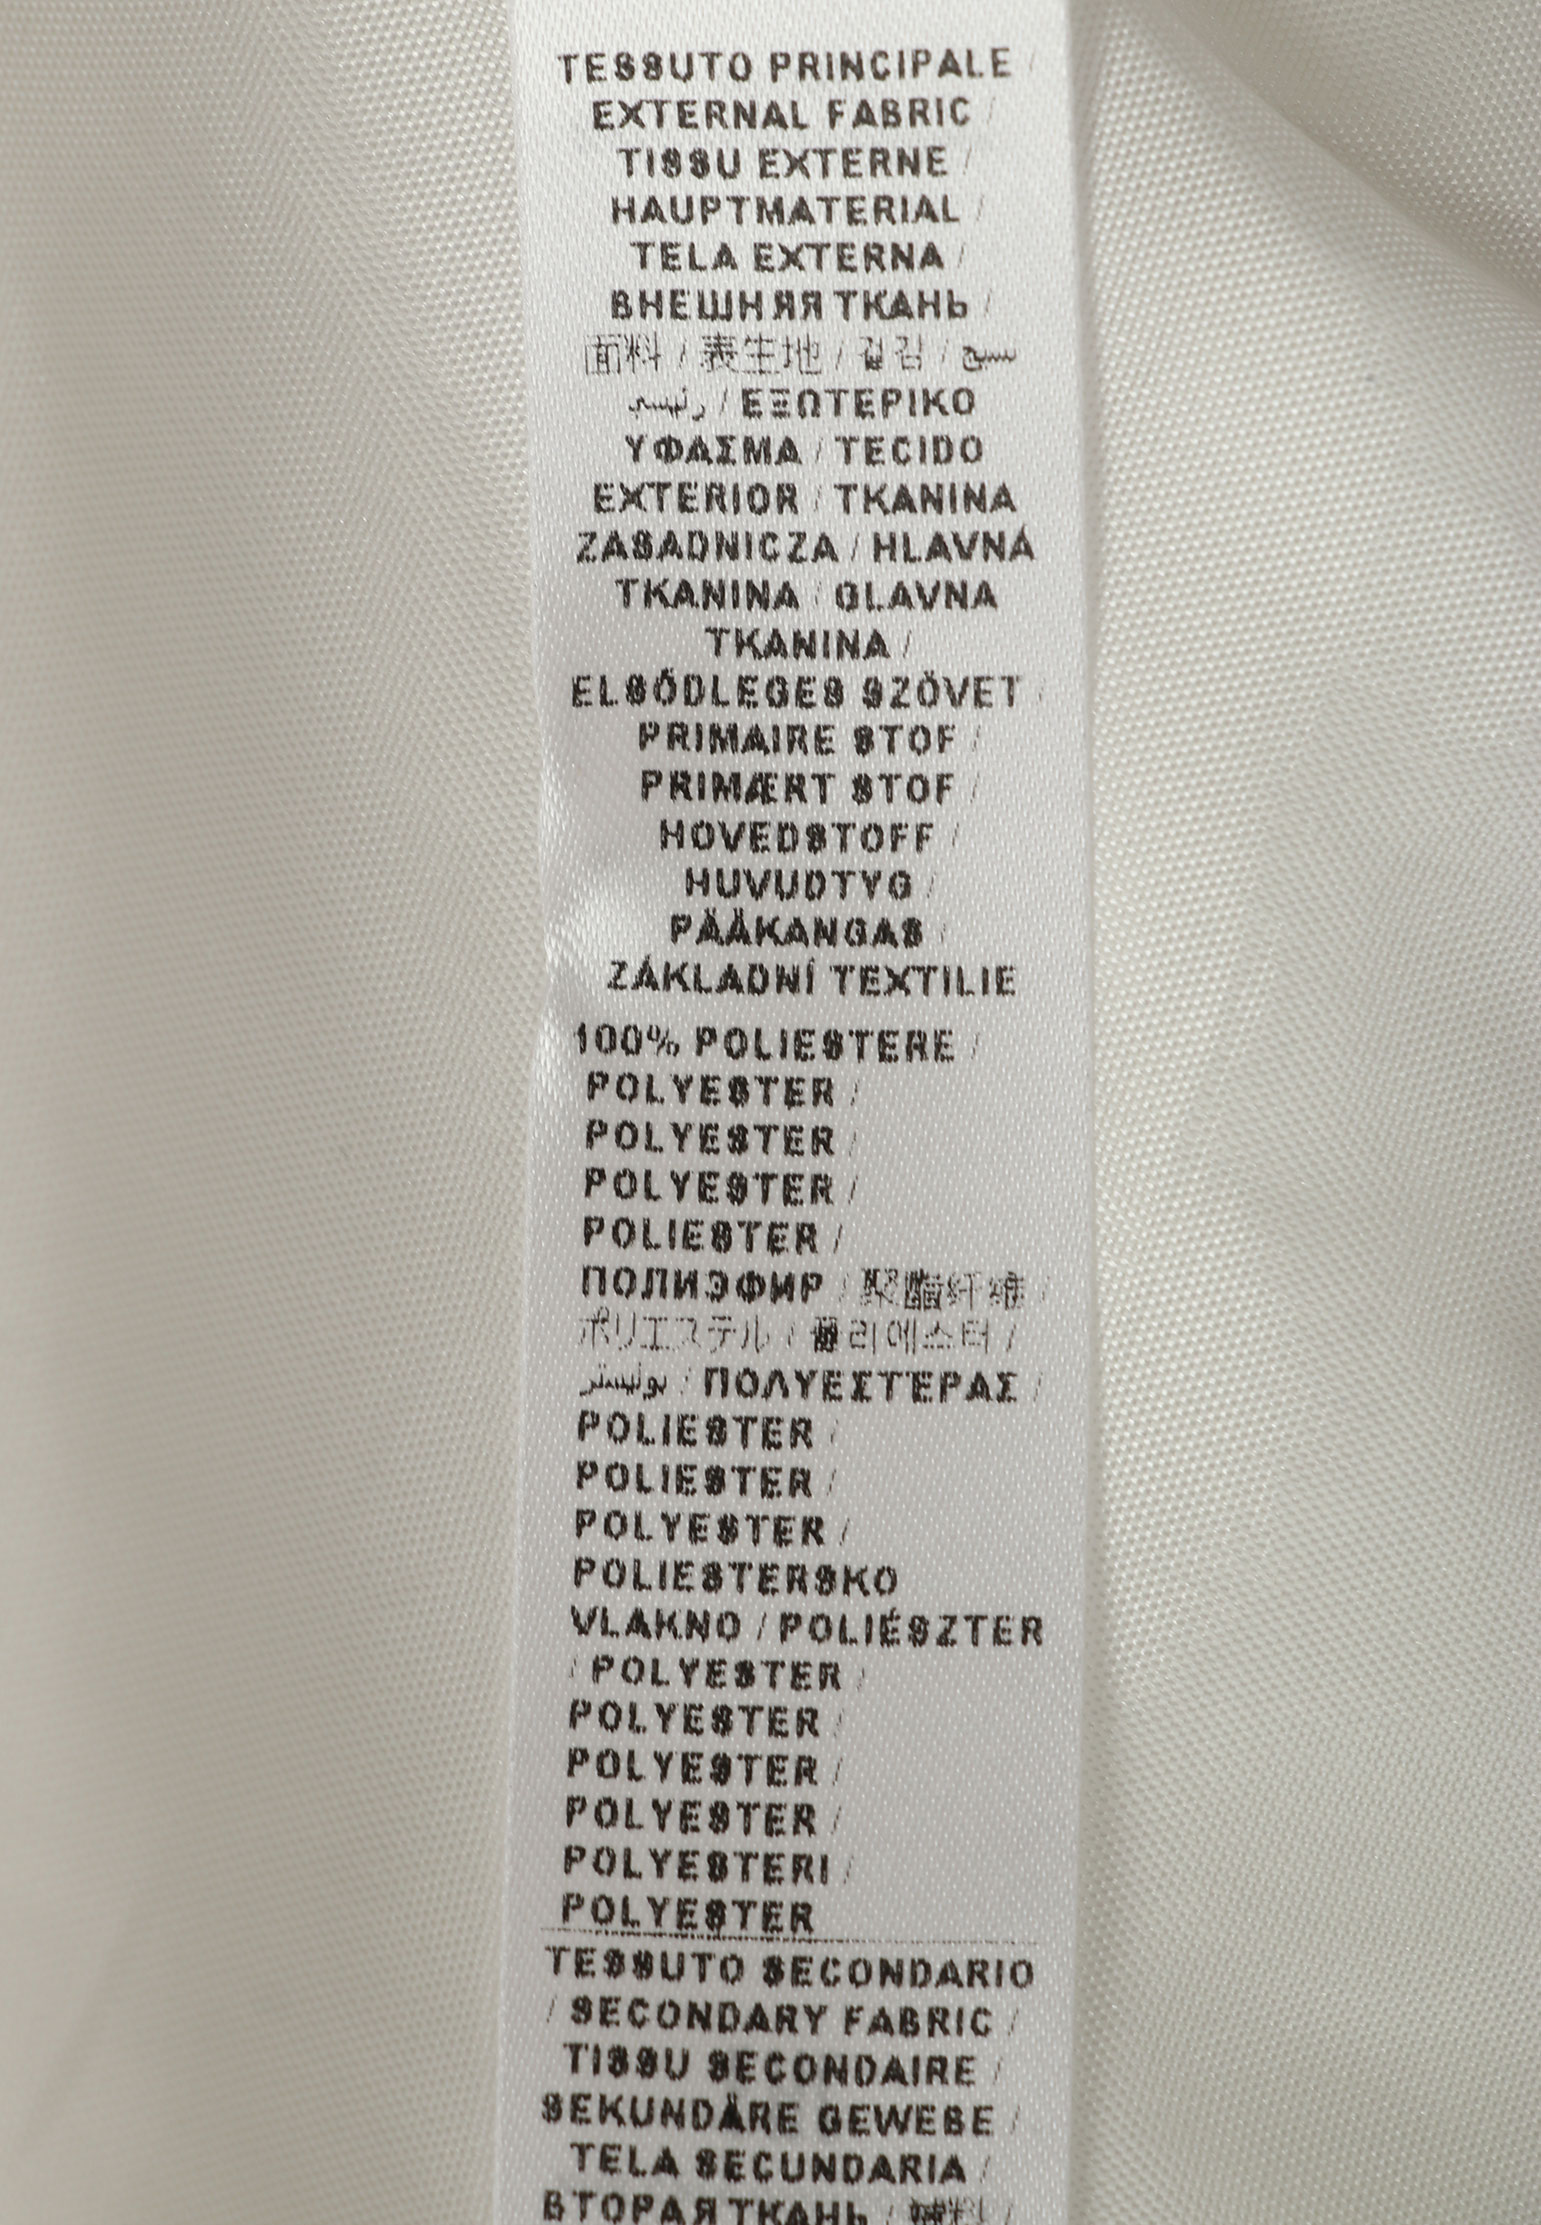 TESSUTO PRINCIPALE /
EXTERNAL FABRIC /
TISSU EXTERNE /
HAUPTMATERIAL /
TELA EXTERNA /
ВНЕШНЯЯ ТКАНЬ /
面料 / 表生地 / 겉감 / نسيج
رئيسي / ΕΞΩΤΕΡΙΚΟ
ΥΦΑΣΜΑ / TECIDO
EXTERIOR / TKANINA
ZASADNICZA / HLAVNÁ
TKANINA / GLAVNA
TKANINA /
ELSŐDLEGES SZÖVET /
PRIMAIRE STOF /
PRIMÆRT STOF /
HOVEDSTOFF /
HUVUDTYG /
PÄÄKANGAS /
ZÁKLADNÍ TEXTILIE
100% POLIESTERE /
POLYESTER /
POLYESTER /
POLYESTER /
POLIESTER /
ПОЛИЭФИР / 聚酯纤维 /
ポリエステル / 폴리에스터 /
بوليستر / ΠΟΛΥΕΣΤΕΡΑΣ /
POLIESTER /
POLIESTER /
POLYESTER /
POLIESTERSKO
VLAKNO / POLIÉSZTER
/ POLYESTER /
POLYESTER /
POLYESTER /
POLYESTER /
POLYESTERI /
POLYESTER
TESSUTO SECONDARIO
/ SECONDARY FABRIC /
TISSU SECONDAIRE /
SEKUNDÄRE GEWEBE /
TELA SECUNDARIA /
ВТОРАЯ ТКАНЬ / /